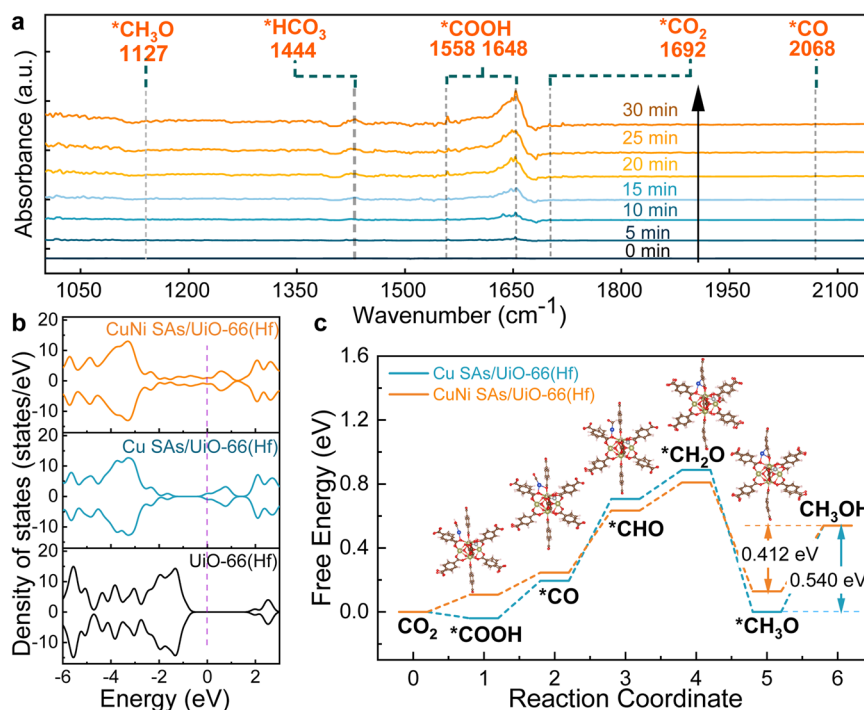 a
*CH₃O
1127
*HCO₃
1444
*COOH
1558 1648
*CO₂
1692
*CO
2068
Absorbance (a.u.)
30 min
25 min
20 min
15 min
10 min
5 min
0 min
1050 1200 1350 1500 1650 1800 1950 2100
Wavenumber (cm⁻¹)
b
Density of states (states/eV)
20
10
0
-10
CuNi SAs/UiO-66(Hf)
20
10
0
-10
Cu SAs/UiO-66(Hf)
20
10
0
-10
UiO-66(Hf)
-6 -4 -2 0 2
Energy (eV)
c
Free Energy (eV)
1.6
1.2
0.8
0.4
0.0
Cu SAs/UiO-66(Hf)
CuNi SAs/UiO-66(Hf)
CO₂
*COOH
*CO
*CHO
*CH₂O
*CH₃O
CH₃OH
0.412 eV
0.540 eV
0 1 2 3 4 5 6
Reaction Coordinate